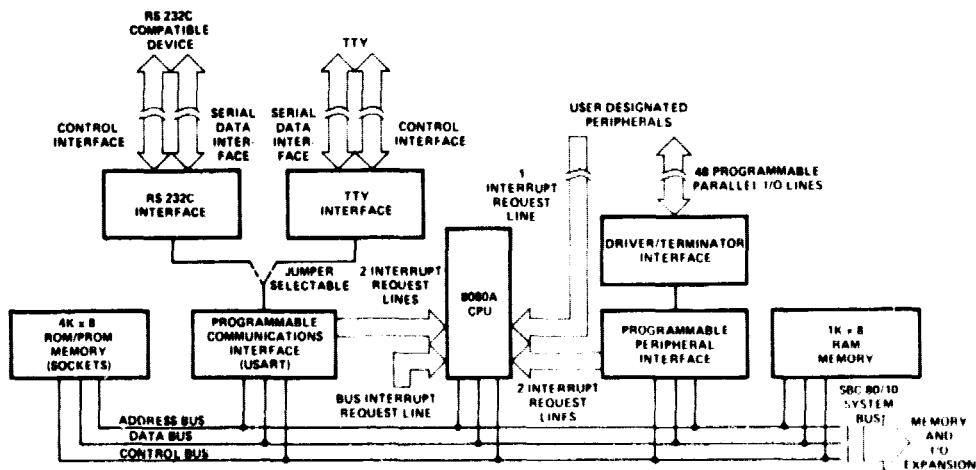 RS 232C
COMPATIBLE
DEVICE
TTY
CONTROL
INTERFACE
SERIAL
DATA
INTER-
FACE
SERIAL
DATA
INTER-
FACE
CONTROL
INTERFACE
USER DESIGNATED
PERIPHERALS
48 PROGRAMMABLE
PARALLEL I/O LINES
1
INTERRUPT
REQUEST
LINE
RS 232C
INTERFACE
TTY
INTERFACE
DRIVER/TERMINATOR
INTERFACE
JUMPER
SELECTABLE
2 INTERRUPT
REQUEST
LINES
8080A
CPU
4K x 8
ROM/PROM
MEMORY
(SOCKETS)
PROGRAMMABLE
COMMUNICATIONS
INTERFACE
(USART)
PROGRAMMABLE
PERIPHERAL
INTERFACE
1K x 8
RAM
MEMORY
BUS INTERRUPT
REQUEST LINE
2 INTERRUPT
REQUEST
LINES
SBC 80/10
SYSTEM
BUS
ADDRESS BUS
DATA BUS
CONTROL BUS
MEMORY
AND
I/O
EXPANSION